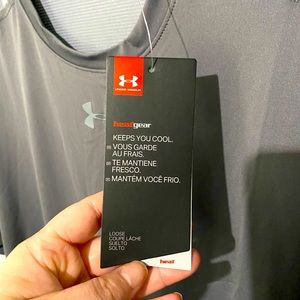 UNDER ARMOUR
heatgear
KEEPS YOU COOL.
VOUS GARDE
AU FRAIS.
TE MANTIENE
FRESCO.
MANTÉM VOCÊ FRIO.
LOOSE
COUPE LÂCHE
SUELTO
SOLTO
heat